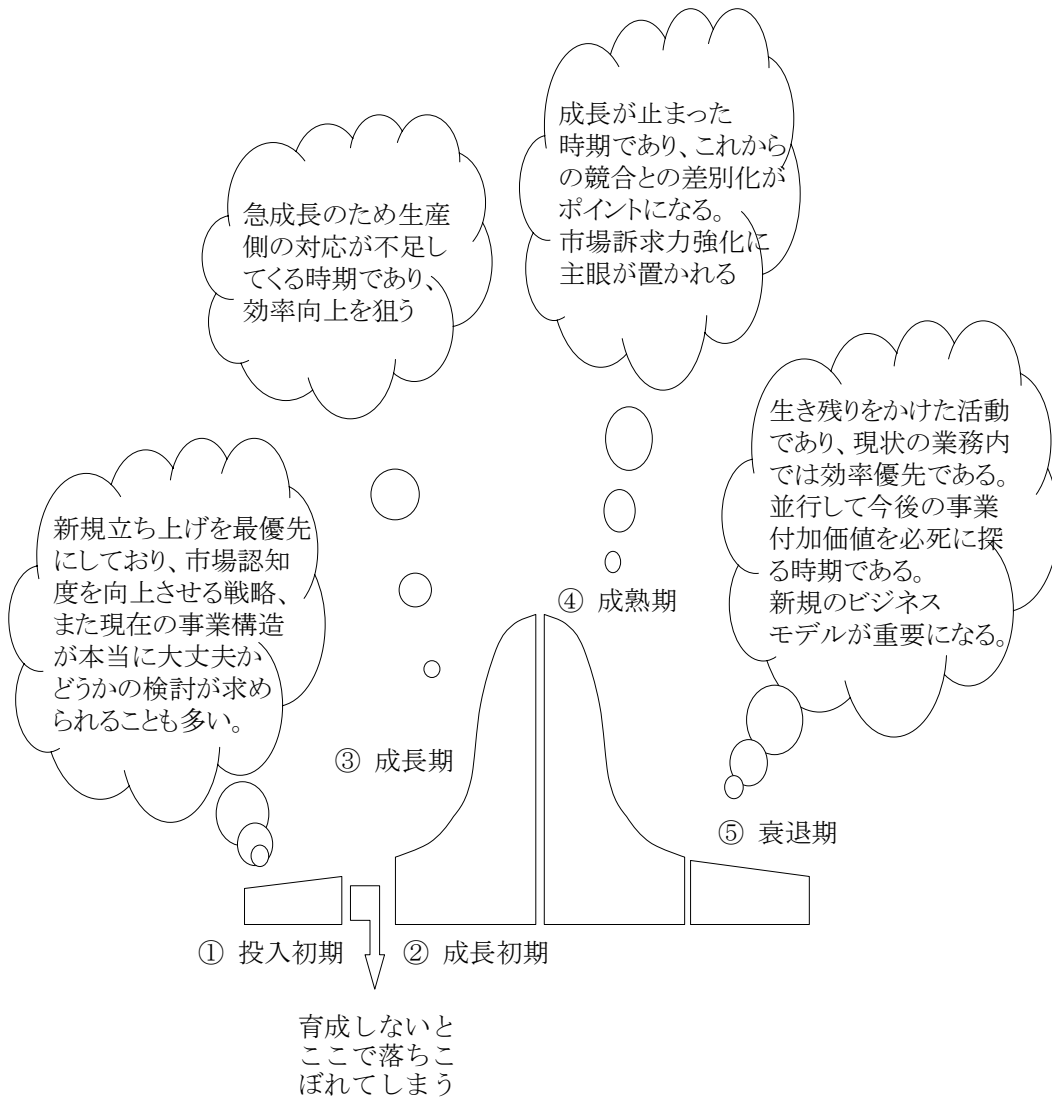 成長が止まった
時期であり、これから
の競合との差別化が
ポイントになる。
市場訴求力強化に
主眼が置かれる
急成長のため生産
側の対応が不足し
てくる時期であり、
効率向上を狙う
生き残りをかけた活動
であり、現状の業務内
では効率優先である。
並行して今後の事業
付加価値を必死に探
る時期である。
新規のビジネス
モデルが重要になる。
新規立ち上げを最優先
にしており、市場認知
度を向上させる戦略、
また現在の事業構造
が本当に大丈夫か
どうかの検討が求め
られることも多い。
④ 成熟期
③ 成長期
⑤ 衰退期
① 投入初期
② 成長初期
育成しないと
ここで落ちこ
ぼれてしまう